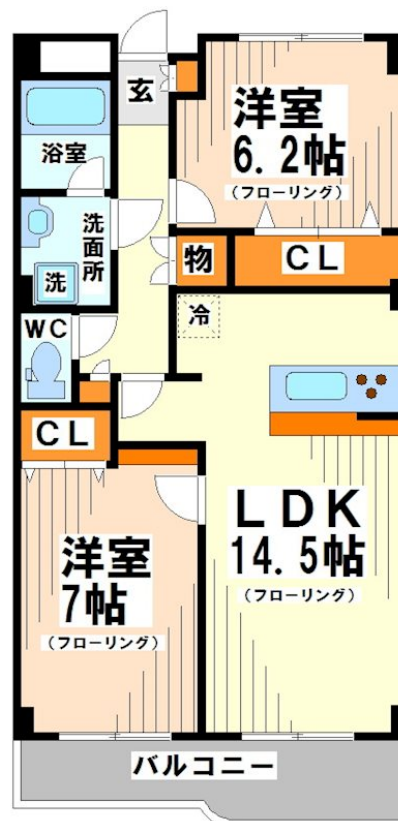 玄
洋室
6.2帖
(フローリング)
浴室
洗面所
洗
物
CL
冷
WC
CL
LDK
14.5帖
(フローリング)
洋室
7帖
(フローリング)
バルコニー